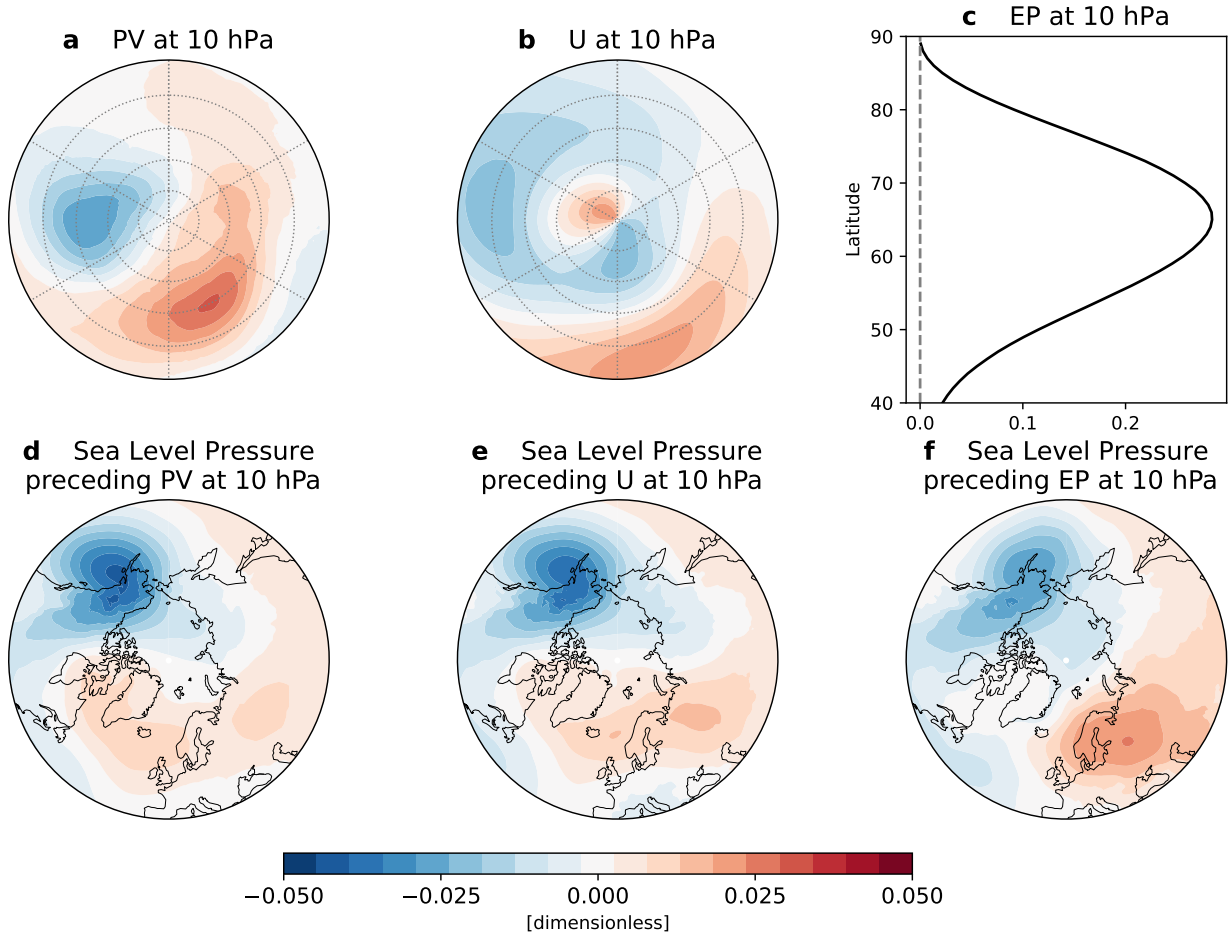 a PV at 10 hPa
b U at 10 hPa
c EP at 10 hPa
90
80
70
60
50
40
Latitude
0.0 0.1 0.2
d Sea Level Pressure
preceding PV at 10 hPa
e Sea Level Pressure
preceding U at 10 hPa
f Sea Level Pressure
preceding EP at 10 hPa
−0.050 −0.025 0.000 0.025 0.050
[dimensionless]